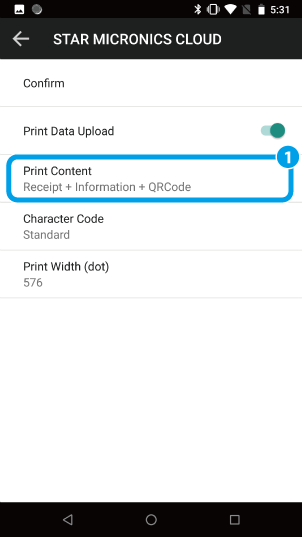 5:31
STAR MICRONICS CLOUD
Confirm
Print Data Upload
1
Print Content
Receipt + Information + QRCode
Character Code
Standard
Print Width (dot)
576